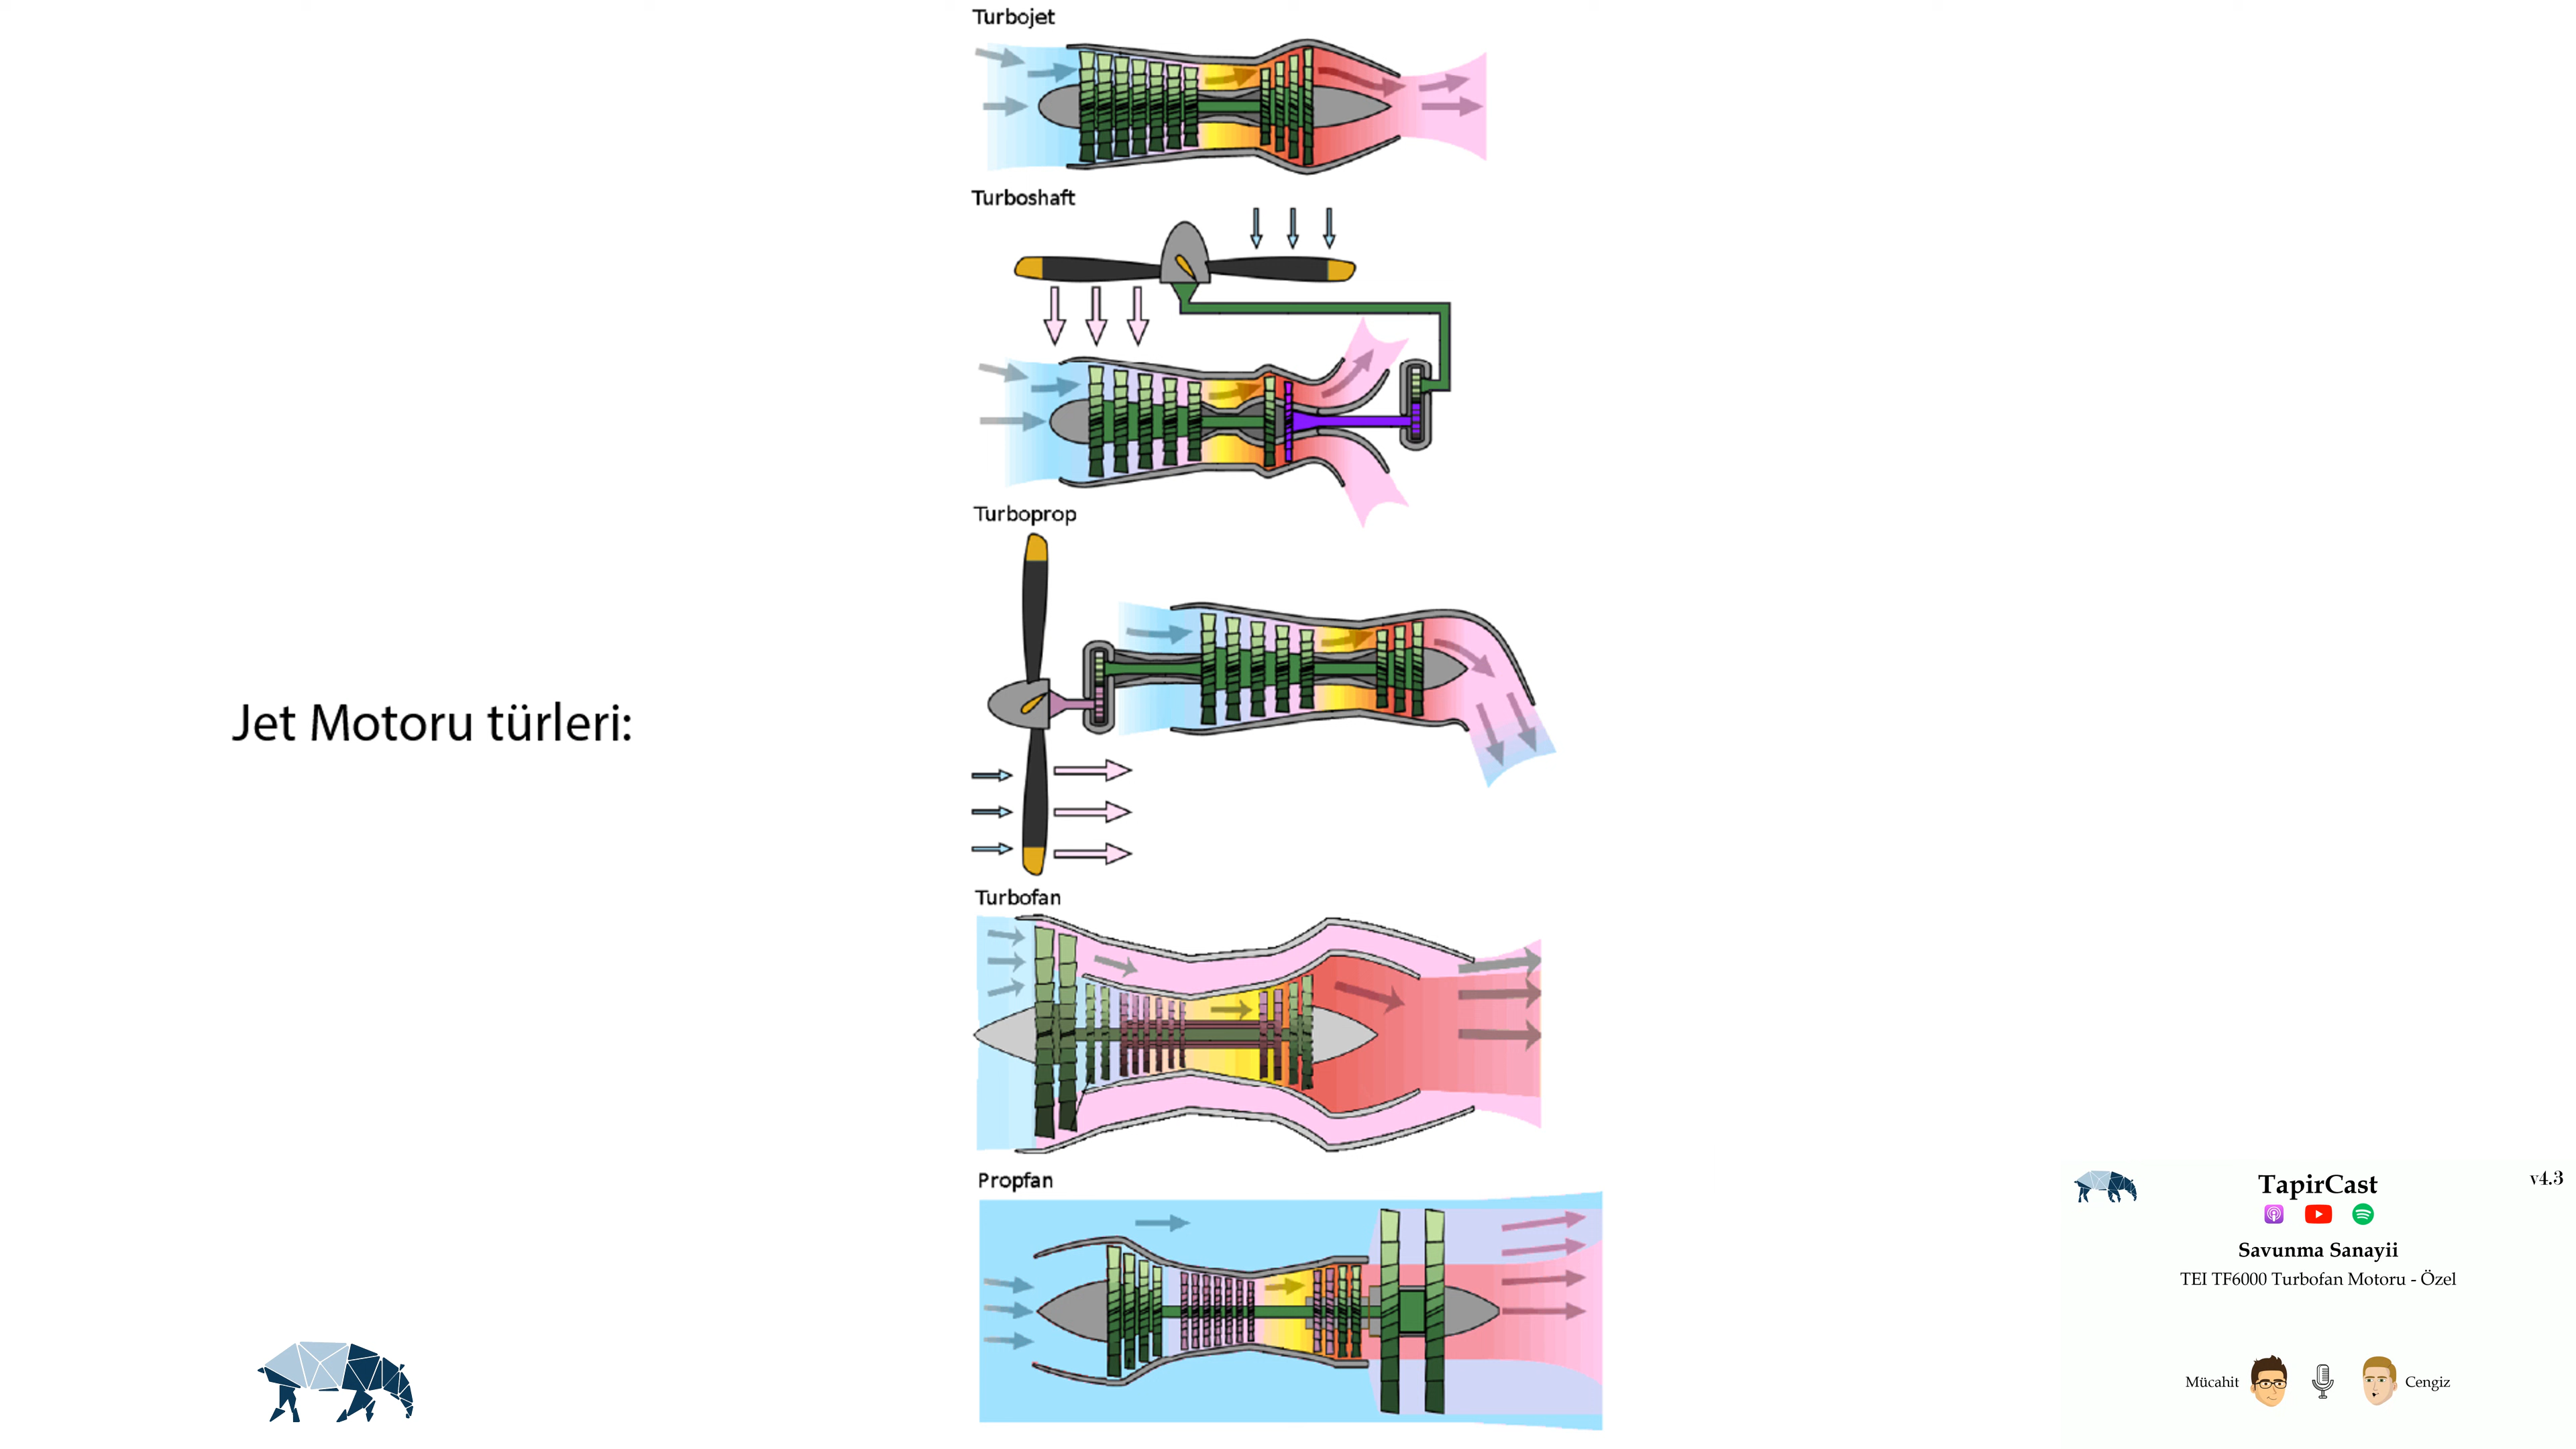 Jet Motoru türleri:
Turbojet
Turboshaft
Turboprop
Turbofan
Propfan
TapirCast
v4.3
Savunma Sanayii
TEI TF6000 Turbofan Motoru - Özel
Mücahit
Cengiz